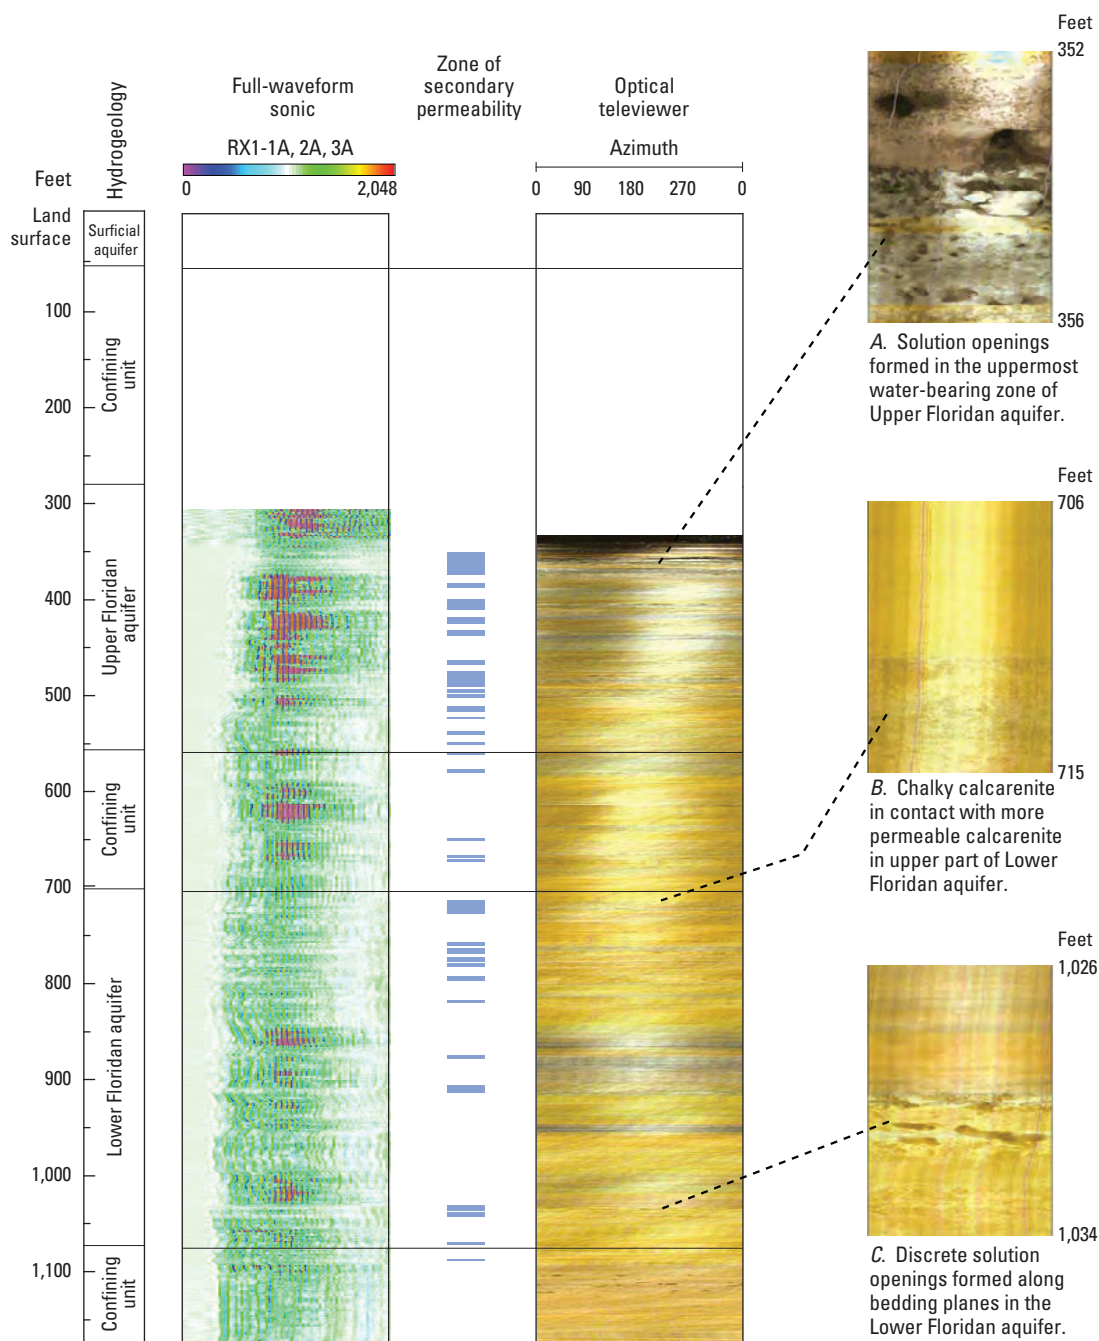 Feet
352
Zone of
secondary
permeability
Full-waveform
sonic
Optical
televiewer
Hydrogeology
RX1-1A, 2A, 3A
Azimuth
0
2,048
0
90
180
270
0
Feet
Land
surface
Surficial
aquifer
100
200
300
400
500
600
700
800
900
1,000
1,100
Confining
unit
Upper Floridan
aquifer
Confining
unit
Lower Floridan aquifer
Confining
unit
356
A. Solution openings
formed in the uppermost
water-bearing zone of
Upper Floridan aquifer.
Feet
706
715
B. Chalky calcarenite
in contact with more
permeable calcarenite
in upper part of Lower
Floridan aquifer.
Feet
1,026
1,034
C. Discrete solution
openings formed along
bedding planes in the
Lower Floridan aquifer.